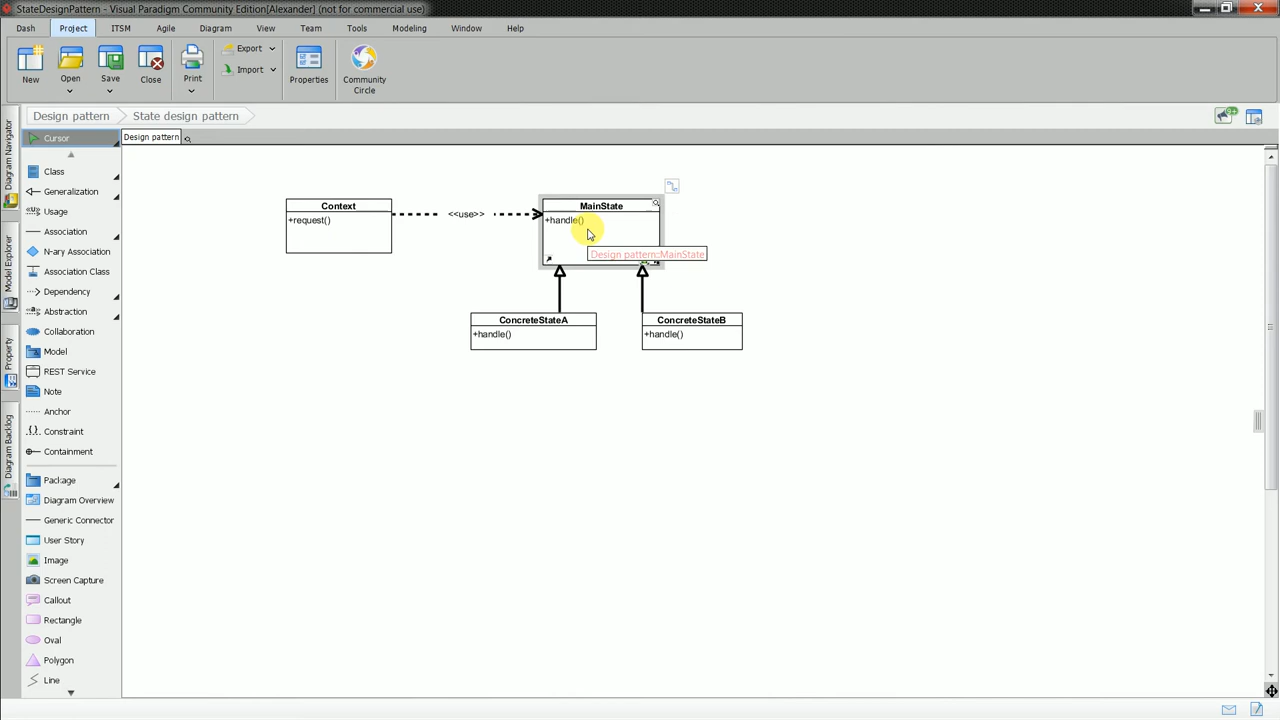 StateDesignPattern - Visual Paradigm Community Edition[Alexander] (not for commercial use)
Dash Project ITSM Agile Diagram View Team Tools Modeling Window Help
New Open Save Close Print Export Import Properties Community Circle
Design pattern State design pattern 9+
Diagram Navigator
Model Explorer
Property
Diagram Backlog
Cursor
Design pattern
Class
Generalization
Usage
Association
N-ary Association
Association Class
Dependency
Abstraction
Collaboration
Model
REST Service
Note
Anchor
Constraint
Containment
Package
Diagram Overview
Generic Connector
User Story
Image
Screen Capture
Callout
Rectangle
Oval
Polygon
Line
Context
+request()
<<use>>
MainState
+handle()
Design pattern::MainState
ConcreteStateA
+handle()
ConcreteStateB
+handle()